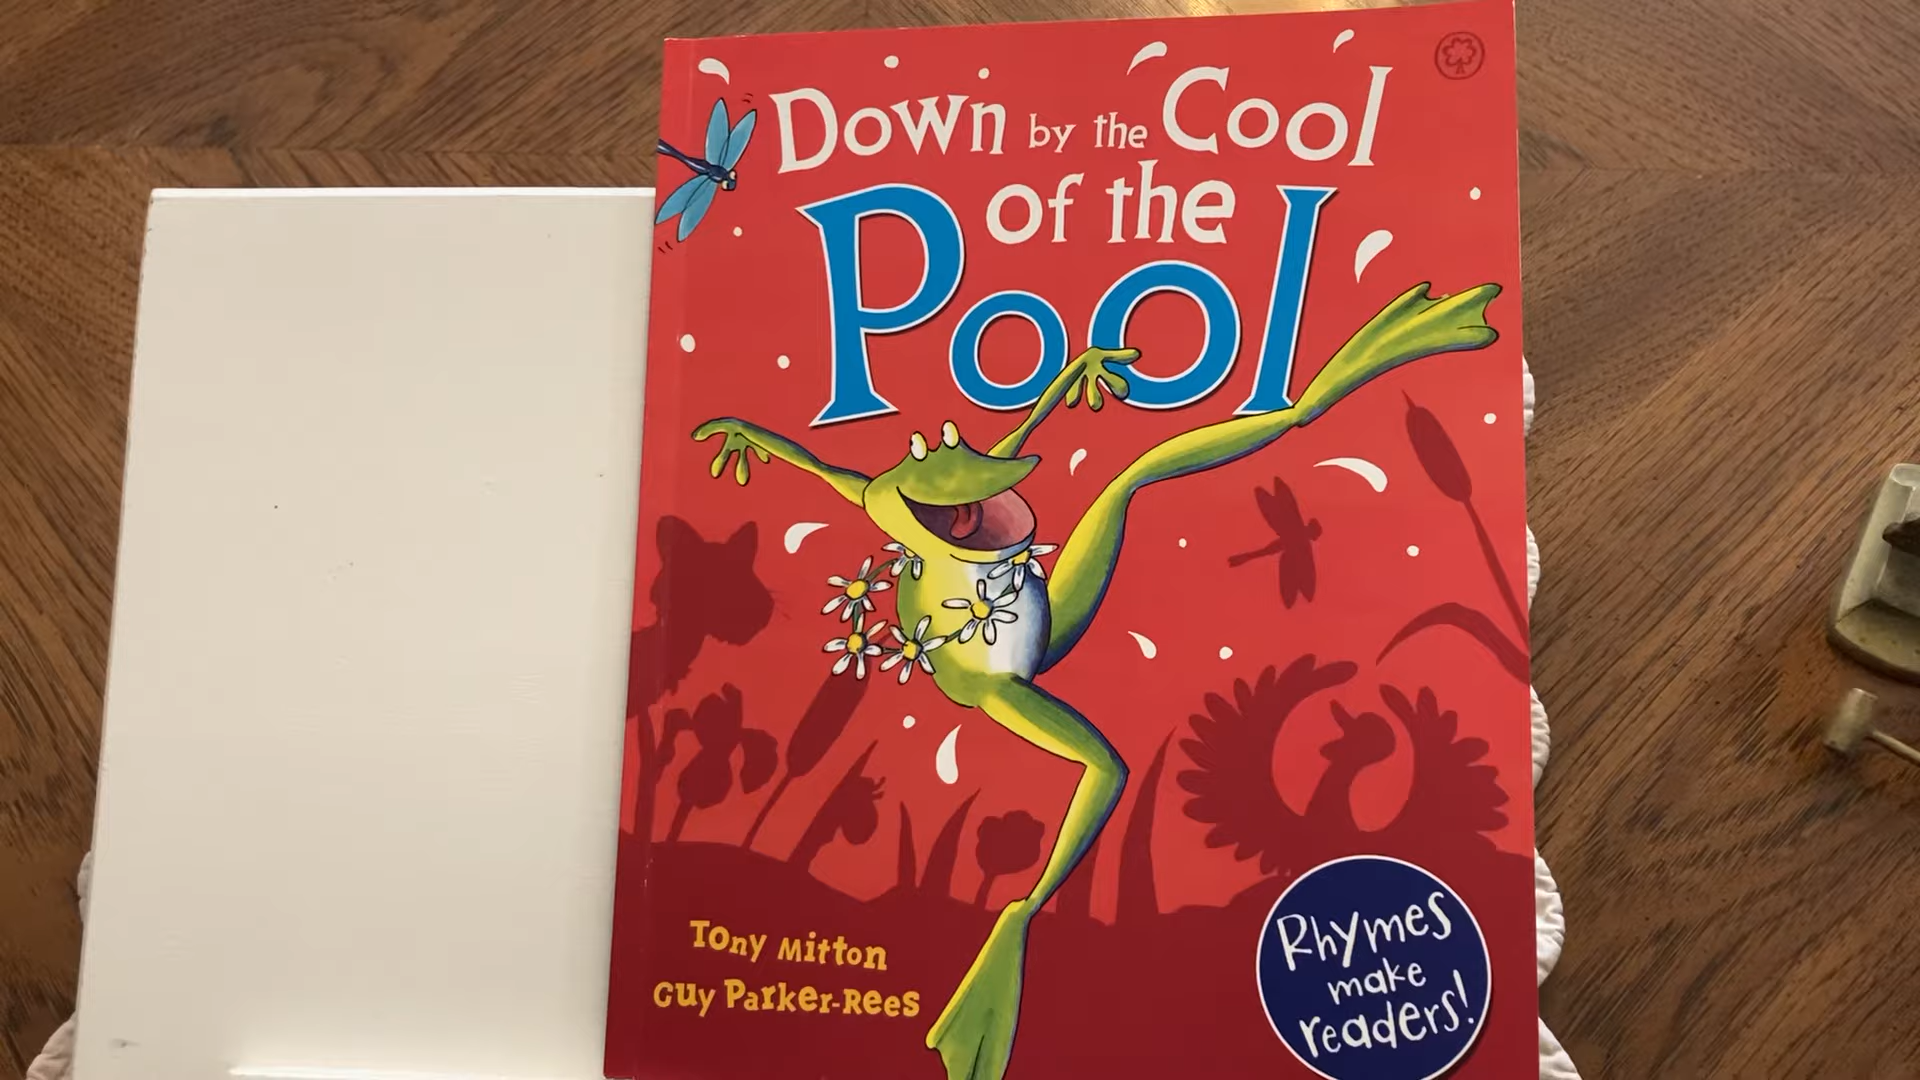 Down by the Cool
of the
Pool
Tony Mitton
Guy Parker-Rees
Rhymes
make
readers!